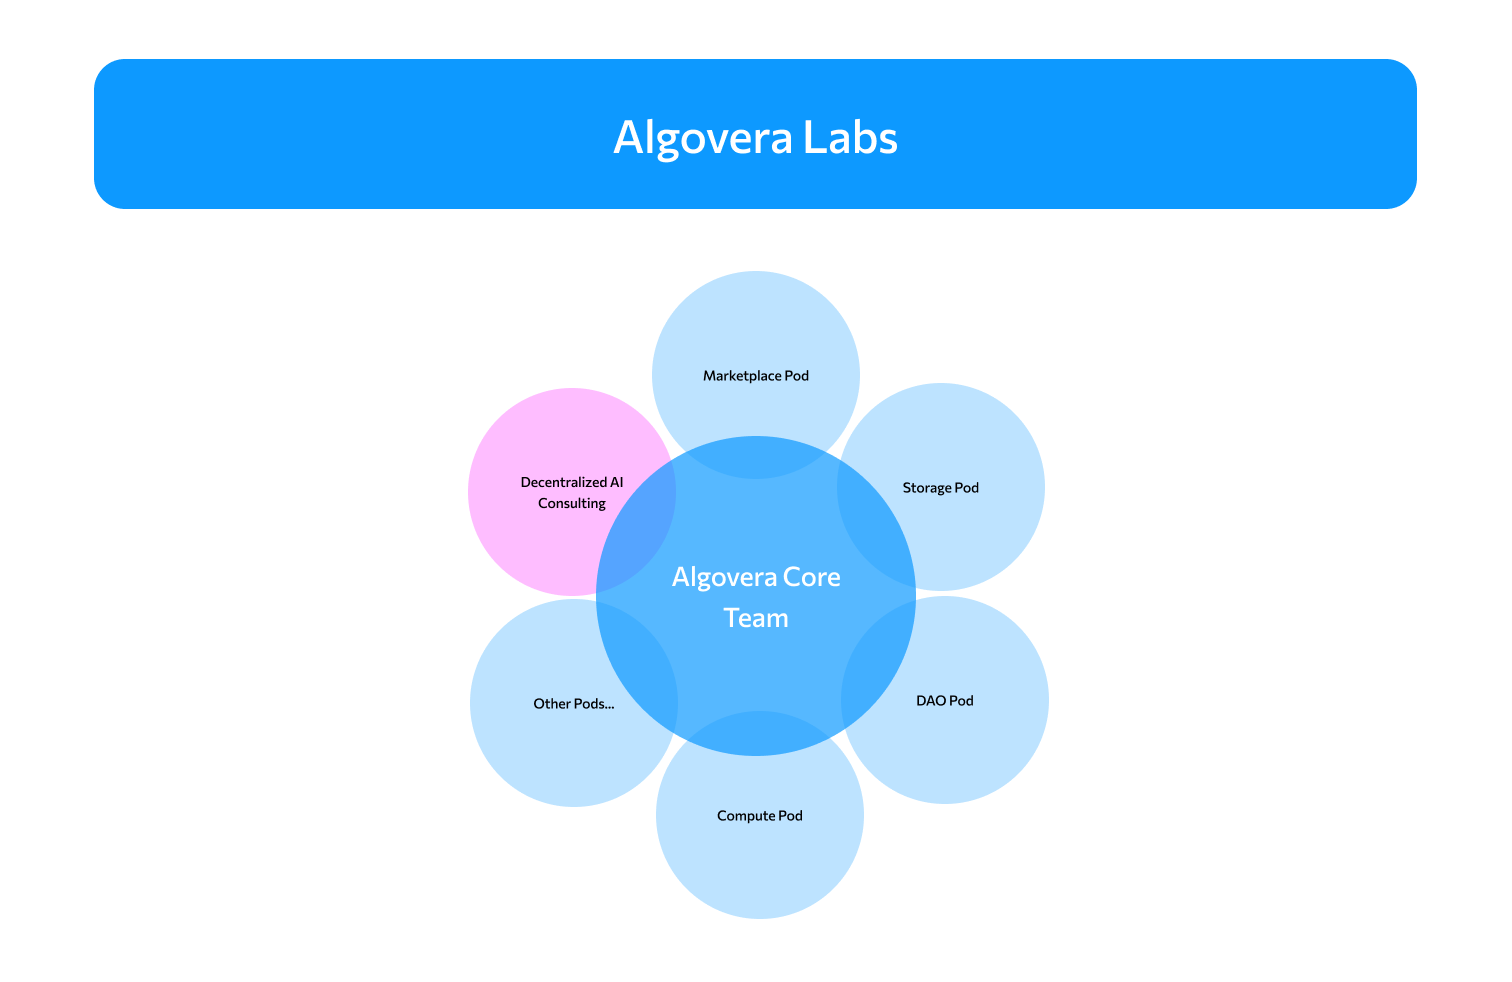 Algovera Labs
Marketplace Pod
Decentralized AI
Consulting
Storage Pod
Algovera Core
Team
Other Pods...
DAO Pod
Compute Pod